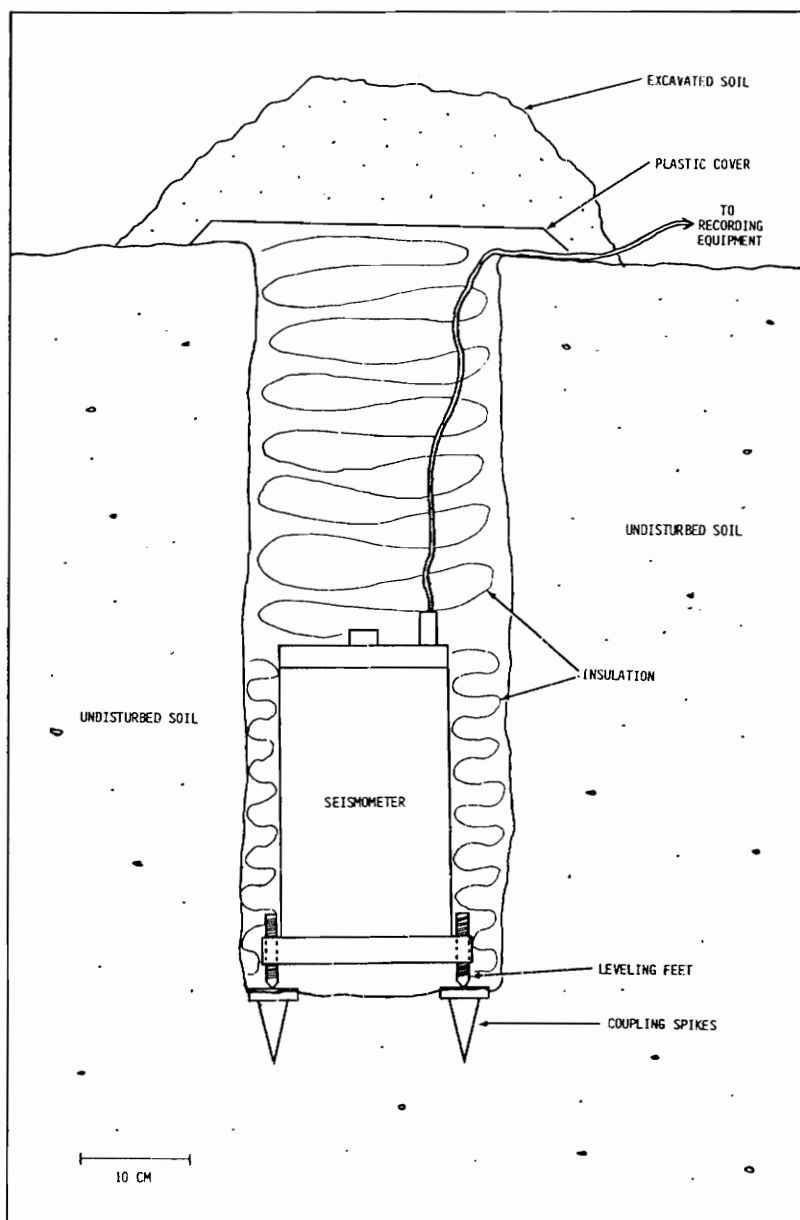 EXCAVATED SOIL
PLASTIC COVER
TO
RECORDING
EQUIPMENT
UNDISTURBED SOIL
INSULATION
UNDISTURBED SOIL
SEISMOMETER
LEVELING FEET
COUPLING SPIKES
10 CM